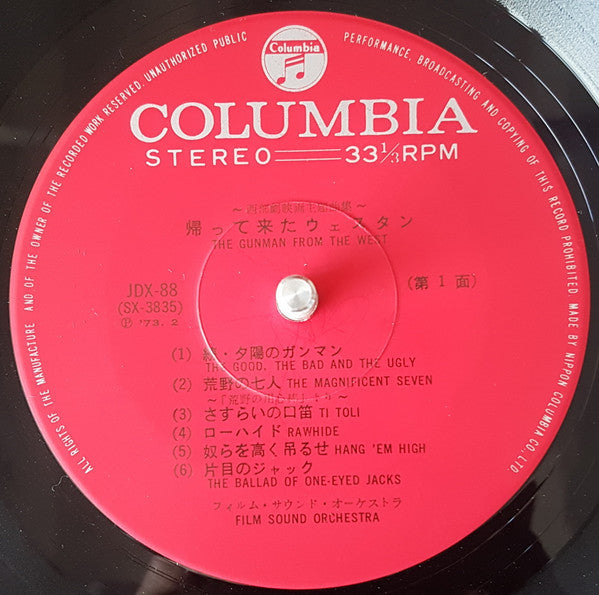 ALL RIGHTS OF THE MANUFACTURE AND OF THE OWNER OF THE RECORDED WORK RESERVED. UNAUTHORIZED PUBLIC PERFORMANCE, BROADCASTING AND COPYING OF THIS RECORD PROHIBITED MADE BY NIPPON COLUMBIA CO., LTD
Columbia
COLUMBIA
STEREO 33⅓RPM
~西部劇映画主題曲集~
帰って来たウェスタン
THE GUNMAN FROM THE WEST
JDX-88
(SX-3835)
Ⓟ '73. 2
(第1面)
(1) 続・夕陽のガンマン
THE GOOD, THE BAD AND THE UGLY
(2) 荒野の七人 THE MAGNIFICENT SEVEN
~「荒野の用心棒」より~
(3) さすらいの口笛 TI TOLI
(4) ローハイド RAWHIDE
(5) 奴らを高く吊るせ HANG 'EM HIGH
(6) 片目のジャック
THE BALLAD OF ONE-EYED JACKS
フィルム・サウンド・オーケストラ
FILM SOUND ORCHESTRA